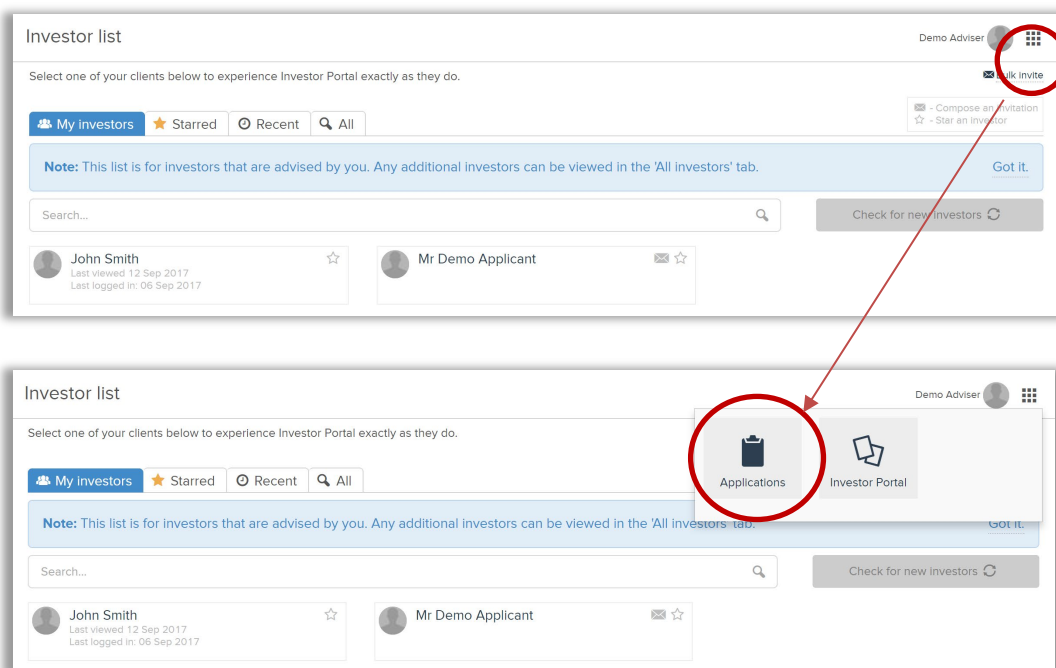 Investor list
Demo Adviser
Select one of your clients below to experience Investor Portal exactly as they do.
Bulk invite
- Compose an invitation
- Star an investor
My investors Starred Recent All
Note: This list is for investors that are advised by you. Any additional investors can be viewed in the 'All investors' tab.
Got it.
Search...
Check for new investors
John Smith
Last viewed 12 Sep 2017
Last logged in: 06 Sep 2017
Mr Demo Applicant
Investor list
Demo Adviser
Select one of your clients below to experience Investor Portal exactly as they do.
Applications
Investor Portal
My investors Starred Recent All
Note: This list is for investors that are advised by you. Any additional investors can be viewed in the 'All investors' tab.
Got it.
Search...
Check for new investors
John Smith
Last viewed 12 Sep 2017
Last logged in: 06 Sep 2017
Mr Demo Applicant